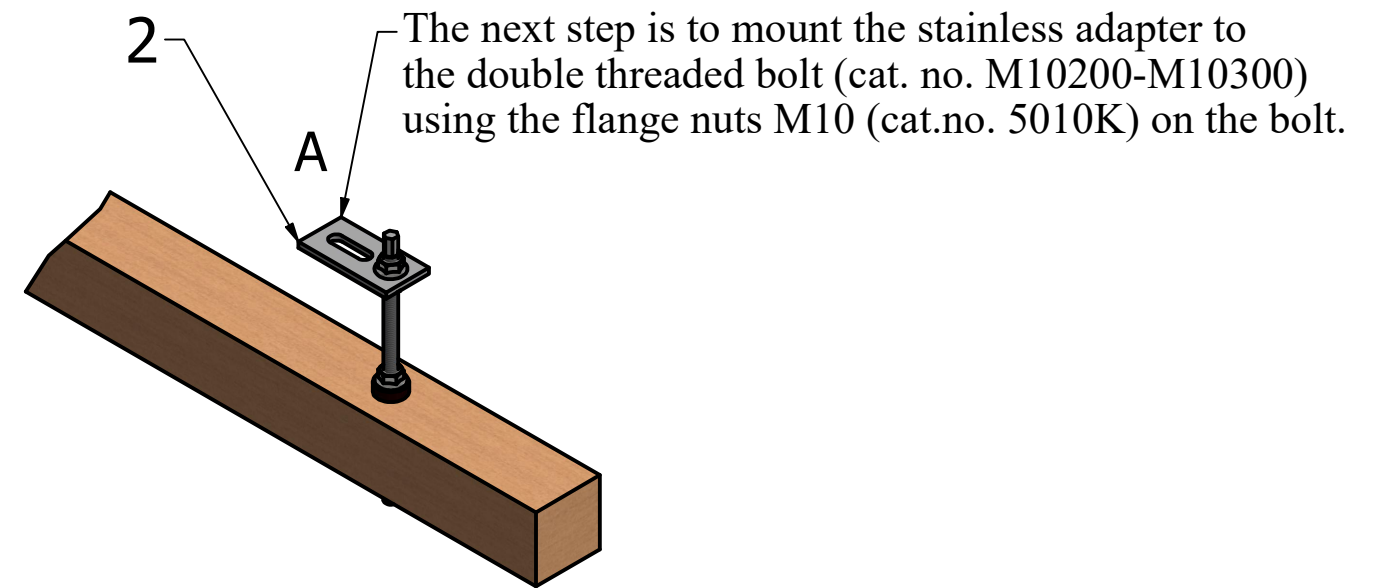 2
The next step is to mount the stainless adapter to
the double threaded bolt (cat. no. M10200-M10300)
using the flange nuts M10 (cat.no. 5010K) on the bolt.
A